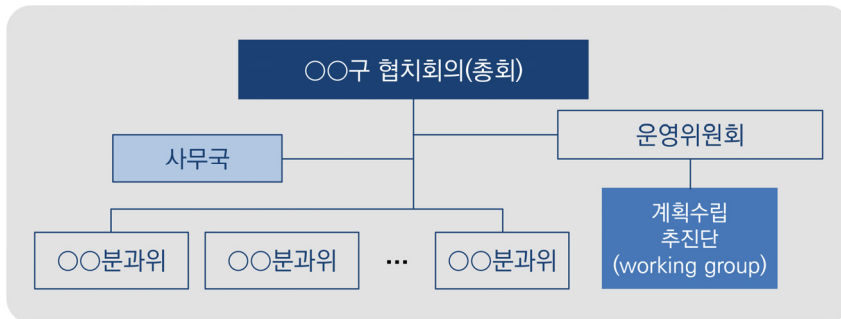 ○○구 협치회의(총회)
운영위원회
사무국
계획수립
추진단
(working group)
○○분과위 ○○분과위 ··· ○○분과위